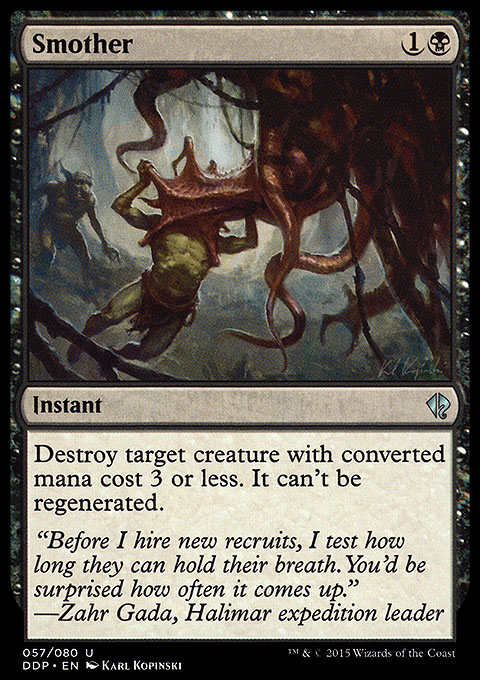 Smother 1
Instant
Destroy target creature with converted
mana cost 3 or less. It can't be
regenerated.
"Before I hire new recruits, I test how
long they can hold their breath. You'd be
surprised how often it comes up."
—Zahr Gada, Halimar expedition leader
057/080 U
DDP • EN Karl Kopinski
™ & © 2015 Wizards of the Coast